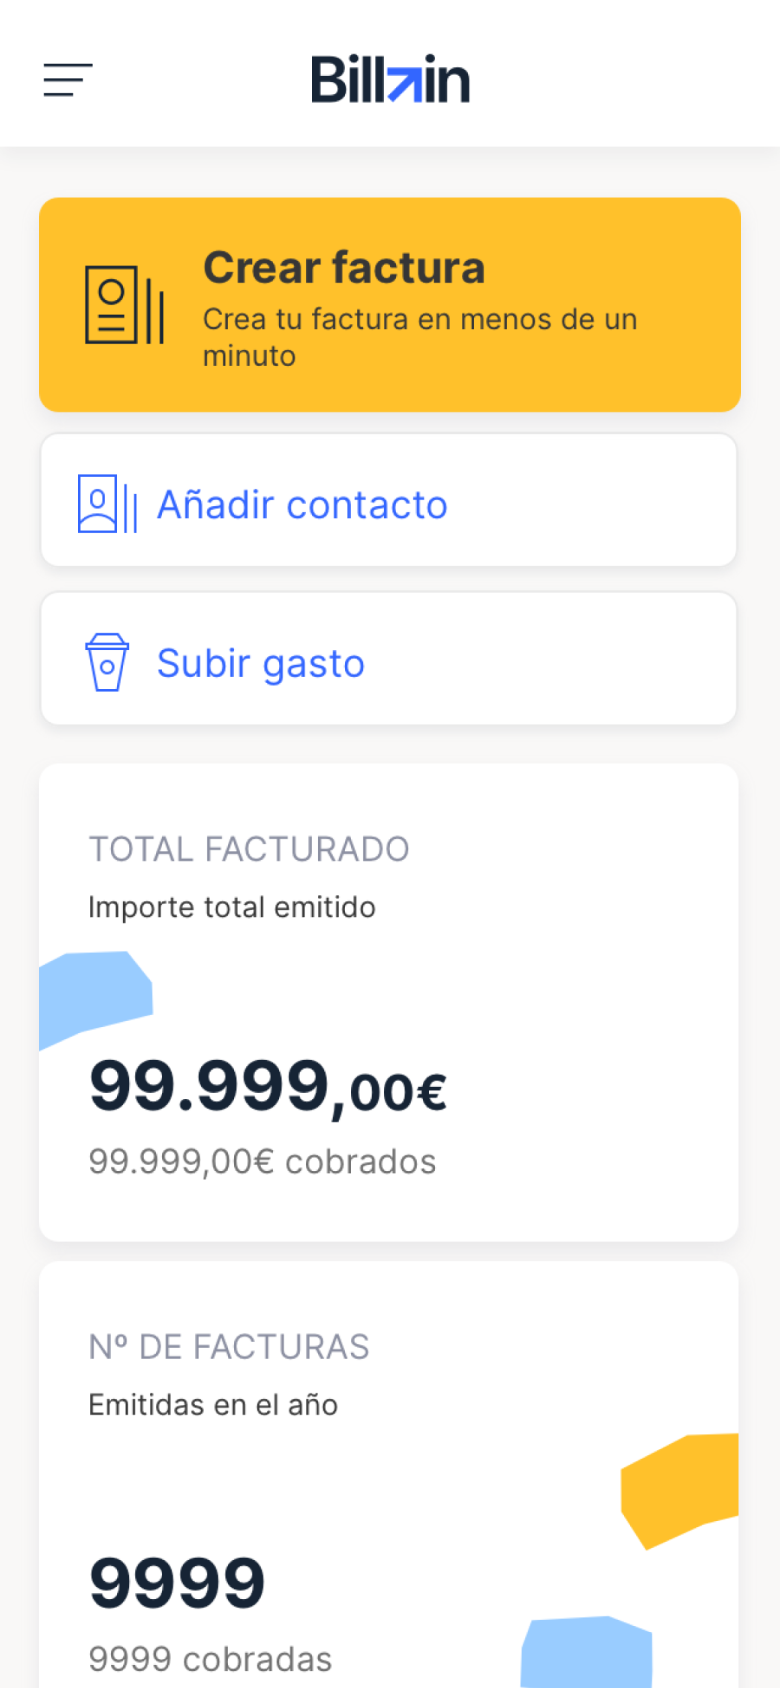 Billin
Crear factura
Crea tu factura en menos de un
minuto
Añadir contacto
Subir gasto
TOTAL FACTURADO
Importe total emitido
99.999,00€
99.999,00€ cobrados
Nº DE FACTURAS
Emitidas en el año
9999
9999 cobradas